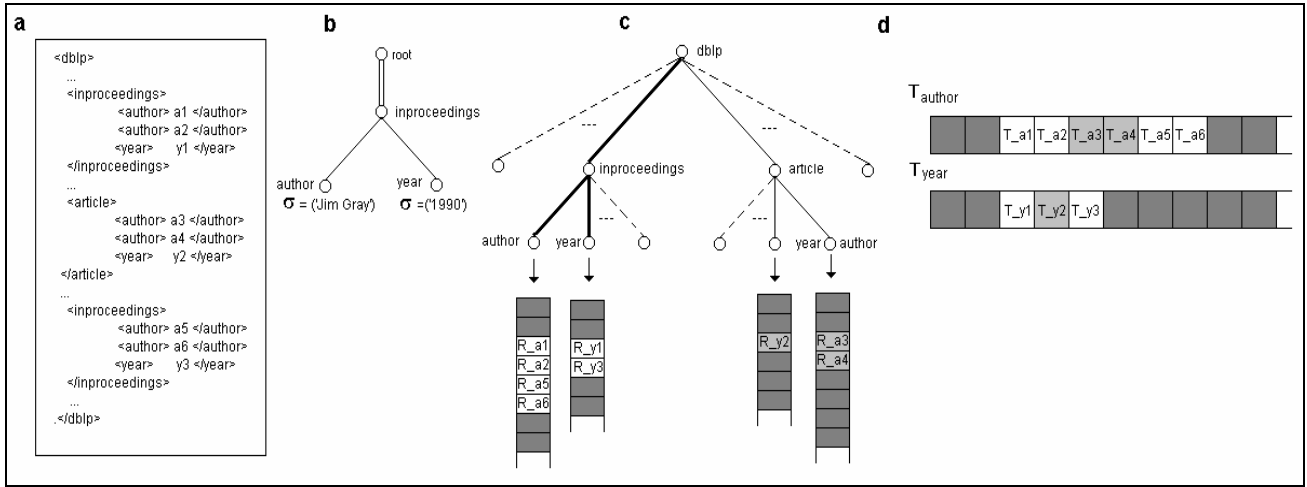 a
<dblp>
...
<inproceedings>
<author> a1 </author>
<author> a2 </author>
<year> y1 </year>
</inproceedings>
...
<article>
<author> a3 </author>
<author> a4 </author>
<year> y2 </year>
</article>
...
<inproceedings>
<author> a5 </author>
<author> a6 </author>
<year> y3 </year>
</inproceedings>
...
.</dblp>
b
root
inproceedings
author year
σ = ('Jim Gray') σ =('1990')
c
dblp
--- ---
inproceedings article
--- ---
author year year author
R_a1
R_a2
R_a5
R_a6
R_y1
R_y3
R_y2
R_a3
R_a4
d
Tauthor
T_a1 T_a2 T_a3 T_a4 T_a5 T_a6
Tyear
T_y1 T_y2 T_y3